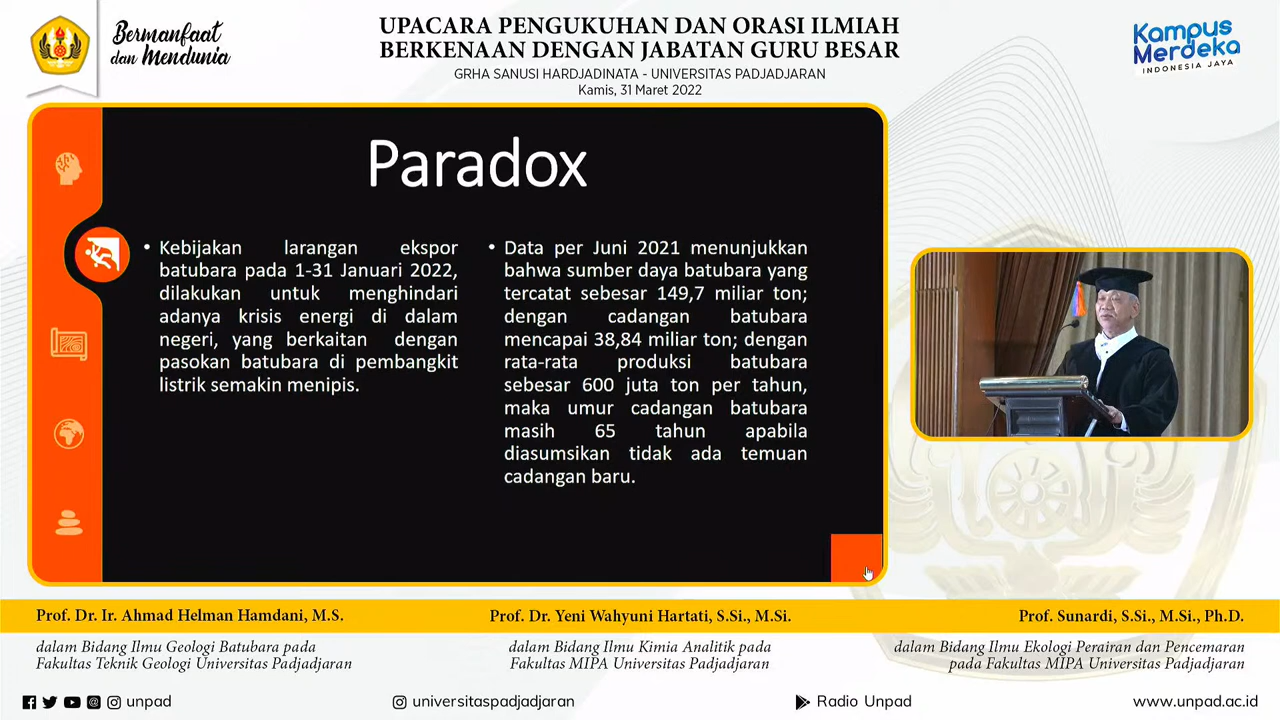 Bermanfaat
dan Mendunia
UPACARA PENGUKUHAN DAN ORASI ILMIAH
BERKENAAN DENGAN JABATAN GURU BESAR
GRHA SANUSI HARDJADINATA - UNIVERSITAS PADJADJARAN
Kamis, 31 Maret 2022
Kampus
Merdeka
INDONESIA JAYA
Paradox
• Kebijakan larangan ekspor
batubara pada 1-31 Januari 2022,
dilakukan untuk menghindari
adanya krisis energi di dalam
negeri, yang berkaitan dengan
pasokan batubara di pembangkit
listrik semakin menipis.
• Data per Juni 2021 menunjukkan
bahwa sumber daya batubara yang
tercatat sebesar 149,7 miliar ton;
dengan cadangan batubara
mencapai 38,84 miliar ton; dengan
rata-rata produksi batubara
sebesar 600 juta ton per tahun,
maka umur cadangan batubara
masih 65 tahun apabila
diasumsikan tidak ada temuan
cadangan baru.
Prof. Dr. Ir. Ahmad Helman Hamdani, M.S.
dalam Bidang Ilmu Geologi Batubara pada
Fakultas Teknik Geologi Universitas Padjadjaran
Prof. Dr. Yeni Wahyuni Hartati, S.Si., M.Si.
dalam Bidang Ilmu Kimia Analitik pada
Fakultas MIPA Universitas Padjadjaran
Prof. Sunardi, S.Si., M.Si., Ph.D.
dalam Bidang Ilmu Ekologi Perairan dan Pencemaran
pada Fakultas MIPA Universitas Padjadjaran
unpad
universitaspadjadjaran
Radio Unpad
www.unpad.ac.id